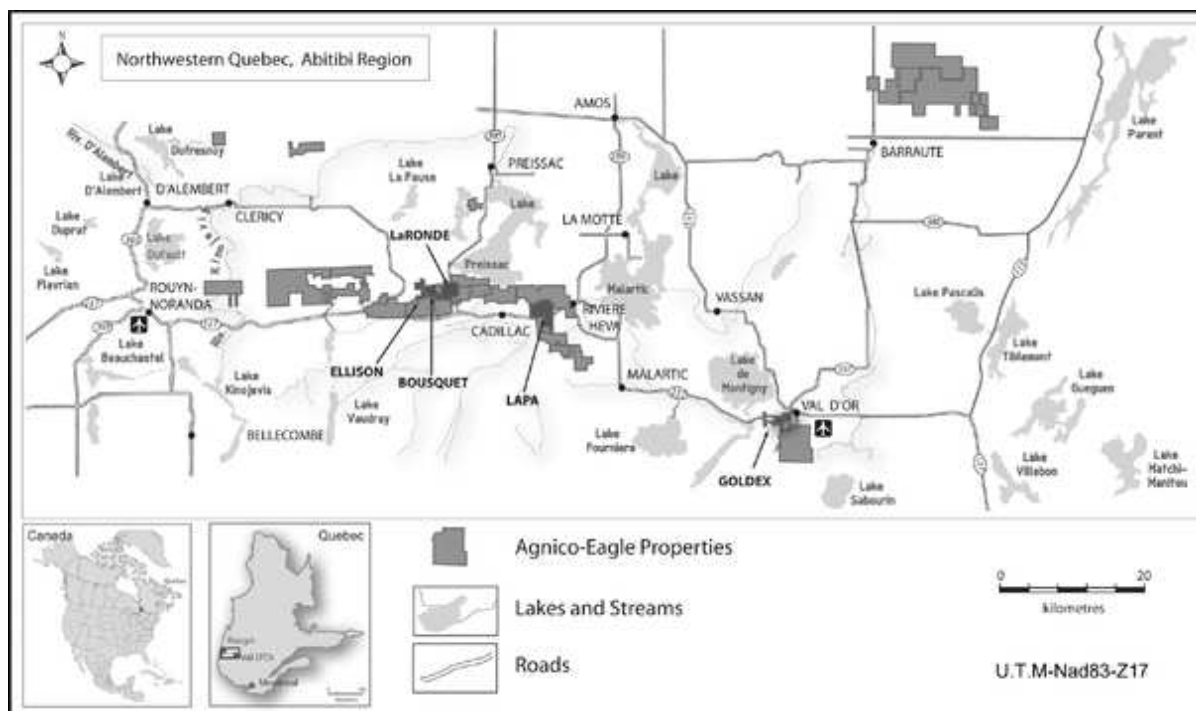 N
Northwestern Quebec, Abitibi Region
AMOS
Lake
Parent
Riv. D'Alembert
Lake
Dufresnoy
BARRAUTE
PREISSAC
Lake
D'Alembert
D'ALEMBERT
Lake
La Pause
Lake
CLERICY
Lake
Lake
Duprat
LA MOTTE
Lake
Dufault
LaRONDE
Preissac
Lake
Flavrian
ROUYN-
NORANDA
Malartic
Lake Pascalis
RIVIERE
HEVA
VASSAN
CADILLAC
Lake
Beauchastel
Lake
Tiblemont
ELLISON
BOUSQUET
Lake
de
Montigny
Lake
Kinojevis
LAPA
MALARTIC
Lake
Gueguen
Lake
Vaudray
VAL D'OR
BELLECOMBE
Lake
Fourniere
GOLDEX
Lake
Villebon
Lake
Matchi-
Manitou
Lake
Sabourin
Canada
Quebec
Agnico-Eagle Properties
Lakes and Streams
Roads
0
20
kilometres
U.T.M-Nad83-Z17